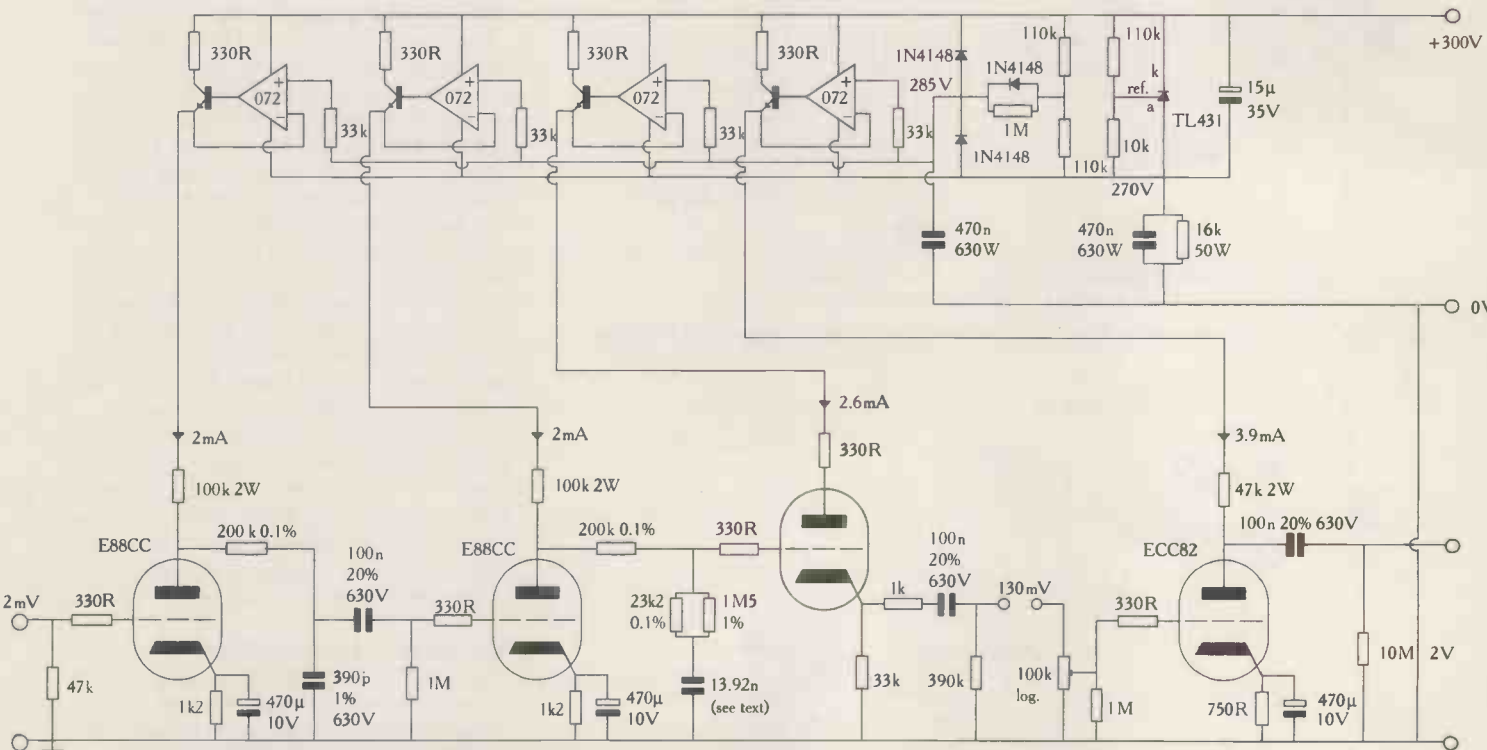 +300V
330R
330R
330R
330R
072
072
072
072
+
−
+
−
+
−
+
−
33k
33k
33k
33k
1N4148
285V
1N4148
1M
1N4148
110k
110k
110k
k
ref.
a
TL431
10k
15µ
35V
270V
470n
630W
470n
630W
16k
50W
0V
2mA
2mA
2.6mA
3.9mA
100k 2W
100k 2W
330R
47k 2W
E88CC
200k 0.1%
E88CC
200k 0.1%
330R
ECC82
100n 20% 630V
2mV
330R
100n
20%
630V
330R
23k2
0.1%
1M5
1%
100n
20%
630V
1k
130mV
330R
47k
1k2
470µ
10V
390p
1%
630V
1M
1k2
470µ
10V
13.92n
(see text)
33k
390k
100k
log.
1M
750R
470µ
10V
10M
2V